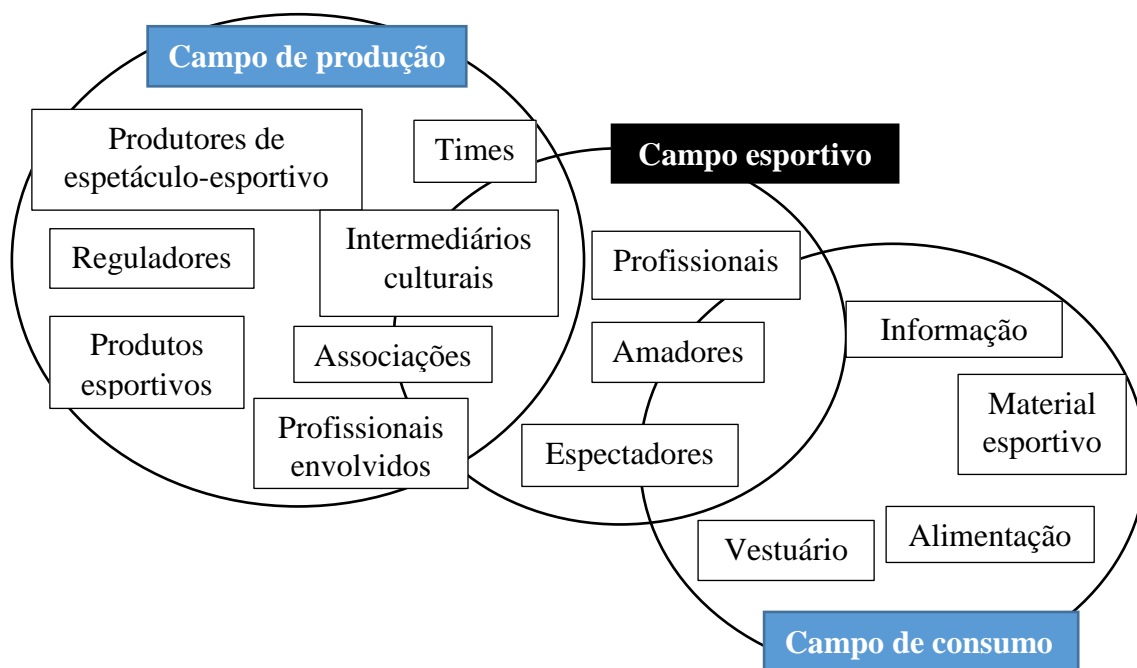 Campo de produção
Produtores de
espetáculo-esportivo
Times
Campo esportivo
Reguladores
Intermediários
culturais
Profissionais
Informação
Produtos
esportivos
Associações
Amadores
Material
esportivo
Profissionais
envolvidos
Espectadores
Vestuário
Alimentação
Campo de consumo